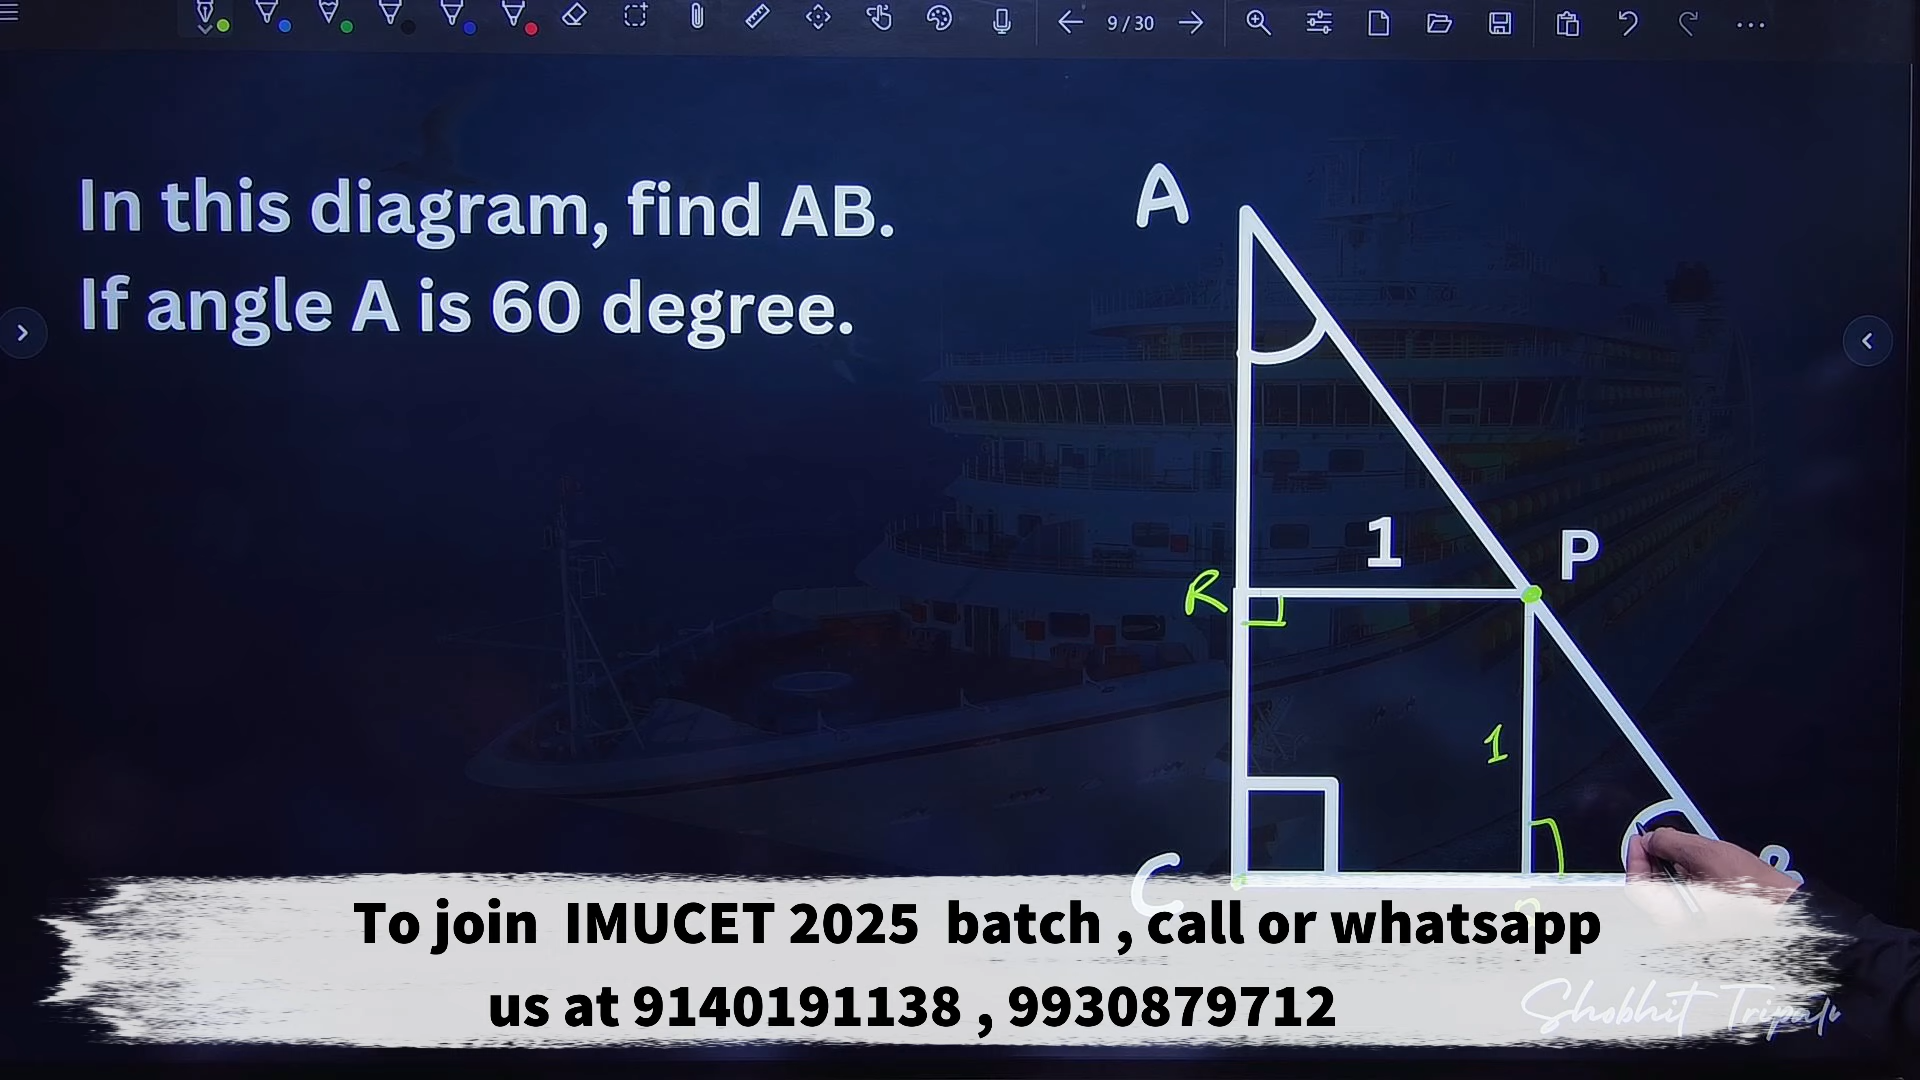 9 / 30
In this diagram, find AB.
If angle A is 60 degree.
A
1
P
R
1
C
B
To join IMUCET 2025 batch , call or whatsapp
us at 9140191138 , 9930879712